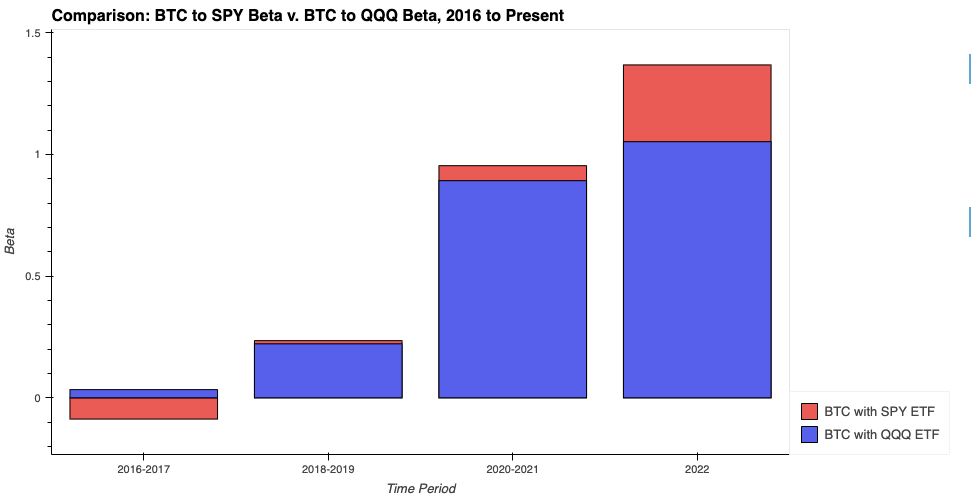 Comparison: BTC to SPY Beta v. BTC to QQQ Beta, 2016 to Present
1.5
1
0.5
0
Beta
2016-2017
2018-2019
2020-2021
2022
Time Period
BTC with SPY ETF
BTC with QQQ ETF